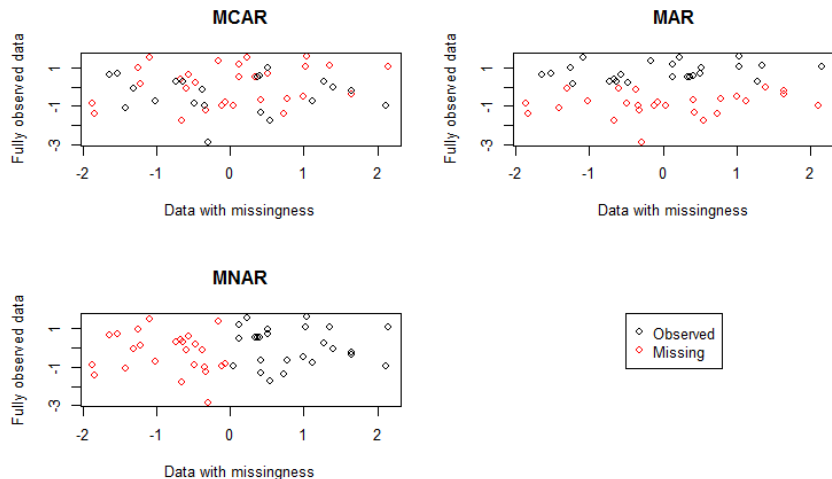 MCAR
Fully observed data
1
-1
-3
-2
-1
0
1
2
Data with missingness
MAR
Fully observed data
1
-1
-3
-2
-1
0
1
2
Data with missingness
MNAR
Fully observed data
1
-1
-3
-2
-1
0
1
2
Data with missingness
Observed
Missing